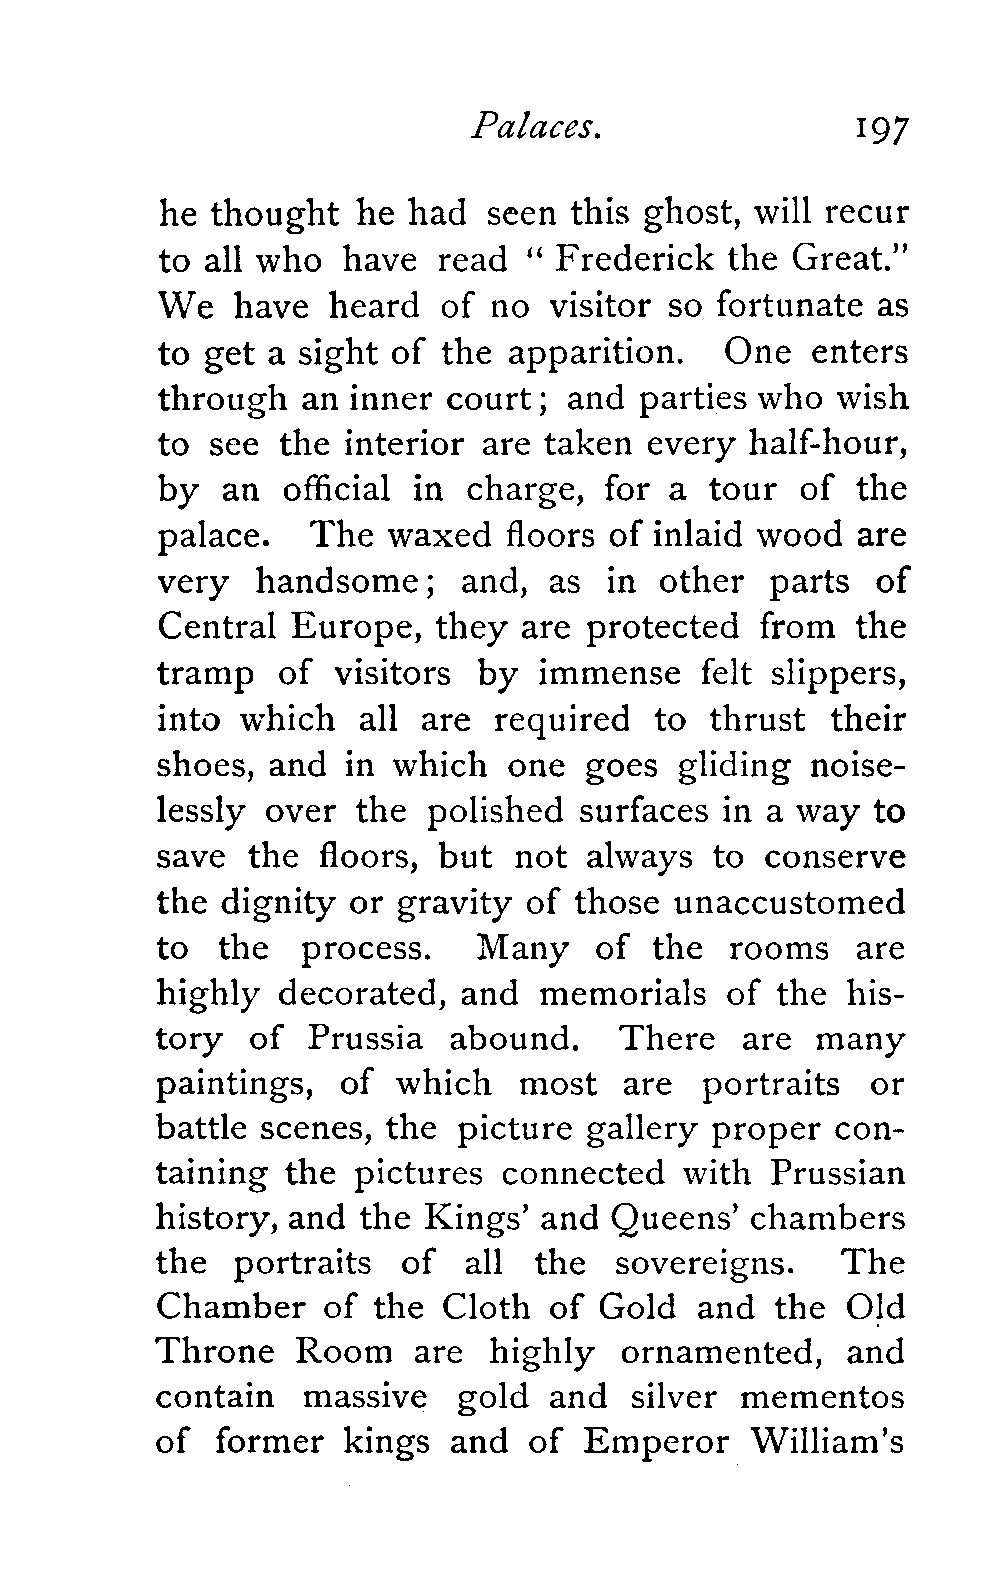 Palaces. 197
he thought he had seen this ghost, will recur
to all who have read " Frederick the Great."
We have heard of no visitor so fortunate as
to get a sight of the apparition. One enters
through an inner court; and parties who wish
to see the interior are taken every half-hour,
by an official in charge, for a tour of the
palace. The waxed floors of inlaid wood are
very handsome; and, as in other parts of
Central Europe, they are protected from the
tramp of visitors by immense felt slippers,
into which all are required to thrust their
shoes, and in which one goes gliding noise-
lessly over the polished surfaces in a way to
save the floors, but not always to conserve
the dignity or gravity of those unaccustomed
to the process. Many of the rooms are
highly decorated, and memorials of the his-
tory of Prussia abound. There are many
paintings, of which most are portraits or
battle scenes, the picture gallery proper con-
taining the pictures connected with Prussian
history, and the Kings' and Queens' chambers
the portraits of all the sovereigns. The
Chamber of the Cloth of Gold and the Old
Throne Room are highly ornamented, and
contain massive gold and silver mementos
of former kings and of Emperor William's